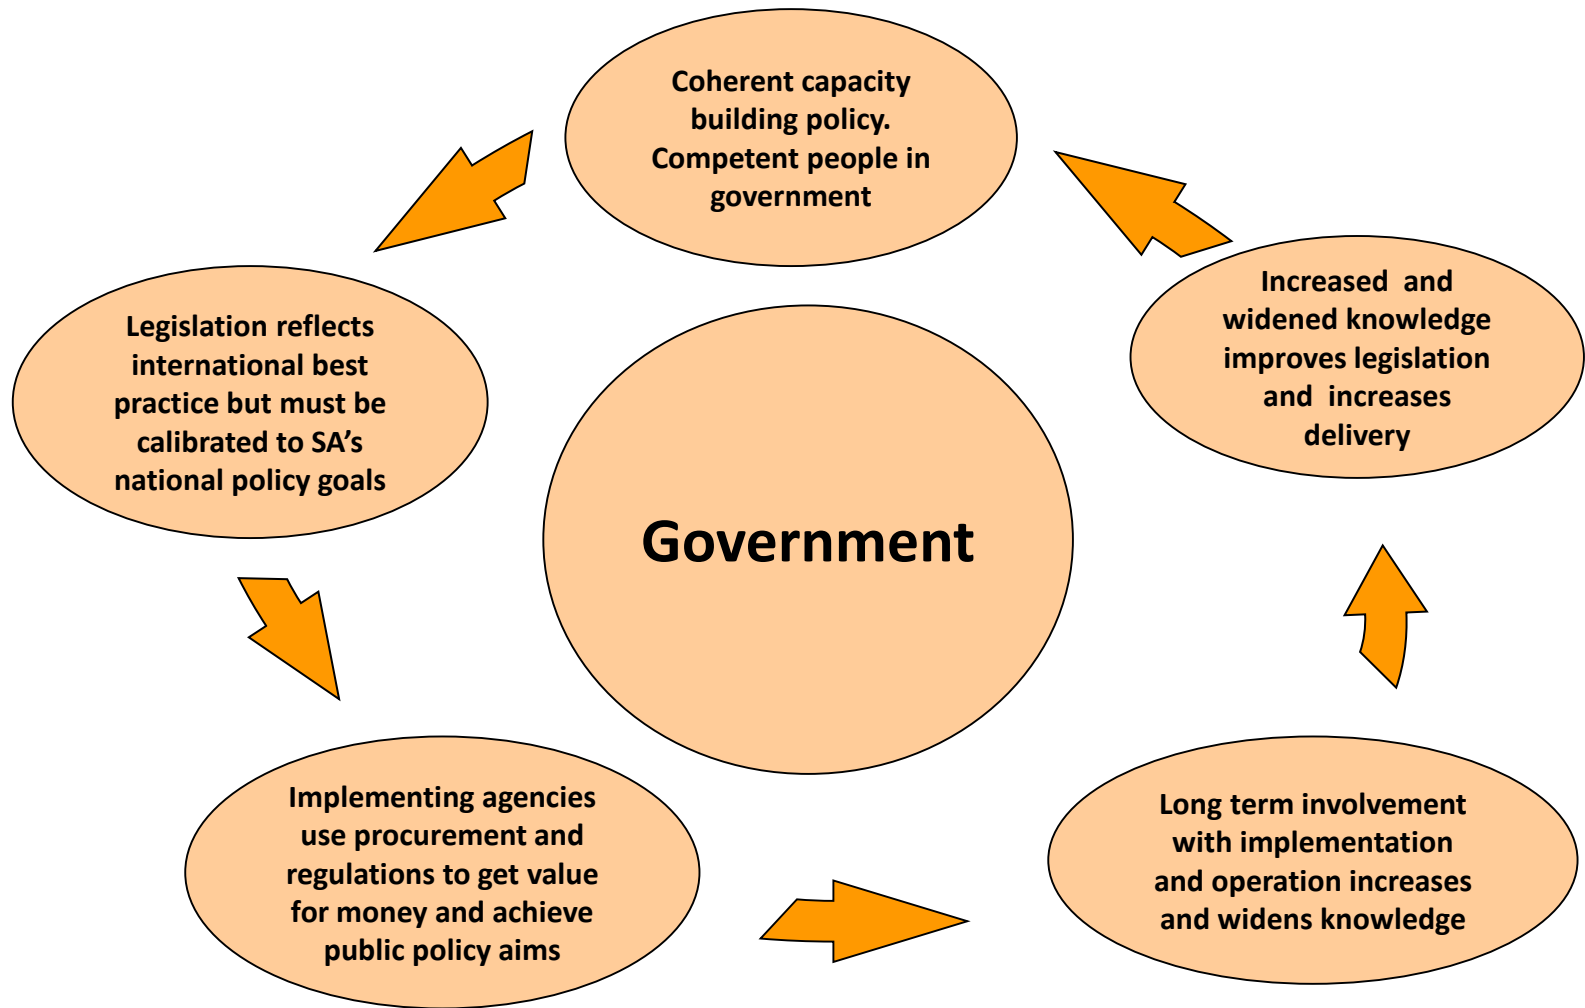 Coherent capacity
building policy.
Competent people in
government
Legislation reflects
international best
practice but must be
calibrated to SA’s
national policy goals
Increased and
widened knowledge
improves legislation
and increases
delivery
Government
Implementing agencies
use procurement and
regulations to get value
for money and achieve
public policy aims
Long term involvement
with implementation
and operation increases
and widens knowledge